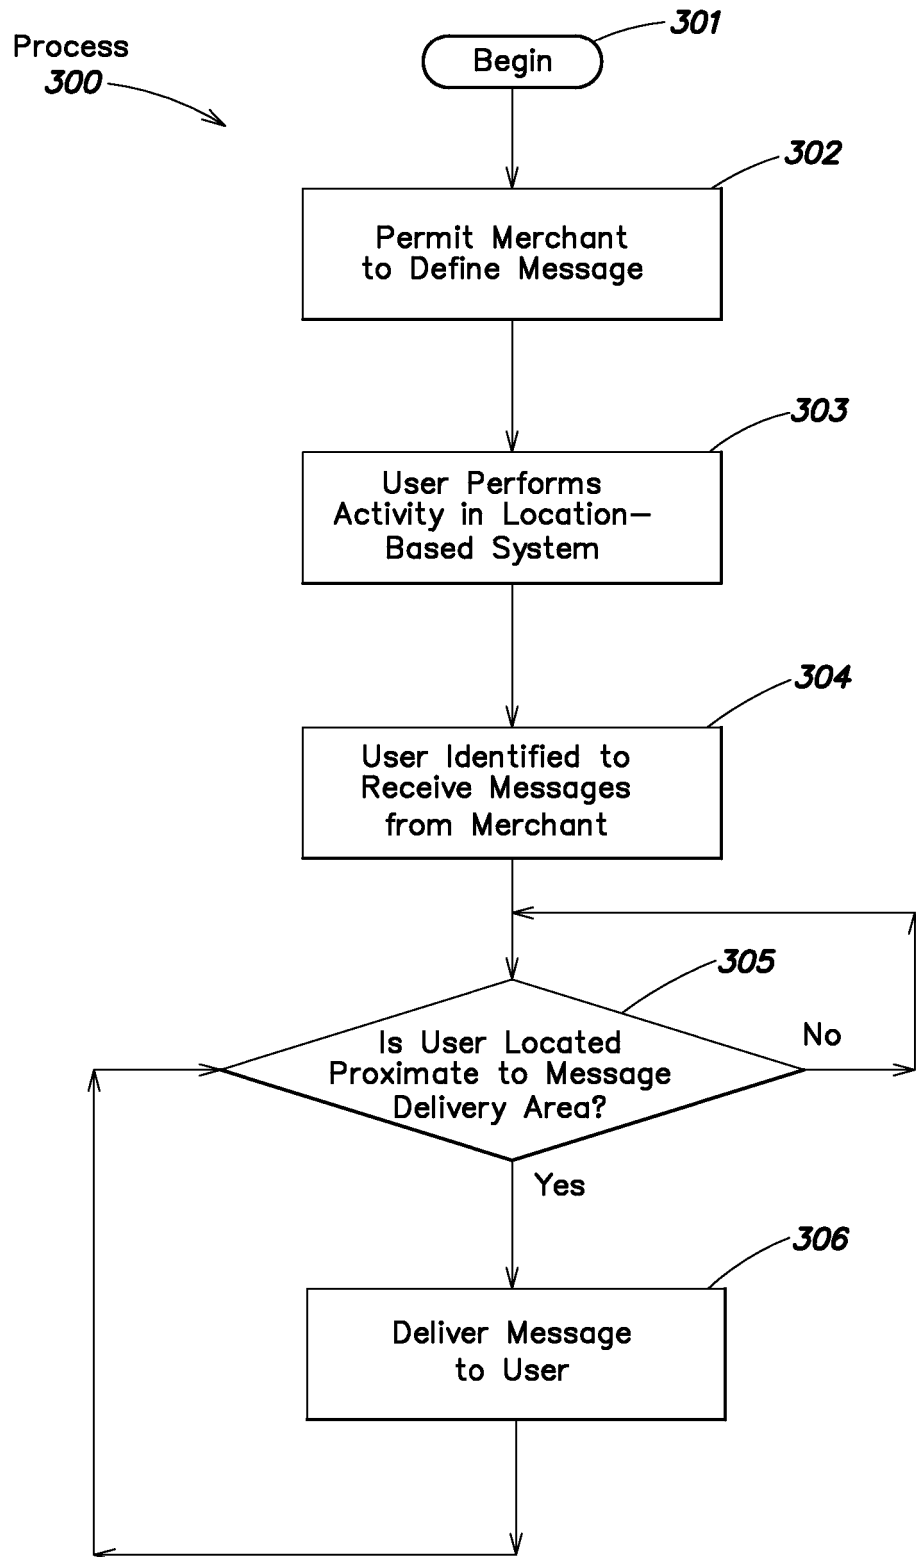 Process
300
301
Begin
302
Permit Merchant
to Define Message
303
User Performs
Activity in Location-
Based System
304
User Identified to
Receive Messages
from Merchant
305
Is User Located
Proximate to Message
Delivery Area?
No
Yes
306
Deliver Message
to User